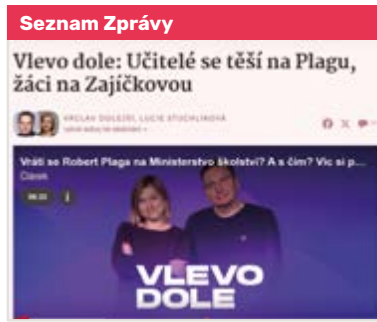 Seznam Zprávy
Vlevo dole: Učitelé se těší na Plagu,
žáci na Zajíčkovou
VÁCLAV DOLEJŠÍ, LUCIE STUCHLÍKOVÁ
Vrátí se Robert Plaga na Ministerstvo školství? A s čím? Víc si p...
Článek
VLEVO
DOLE